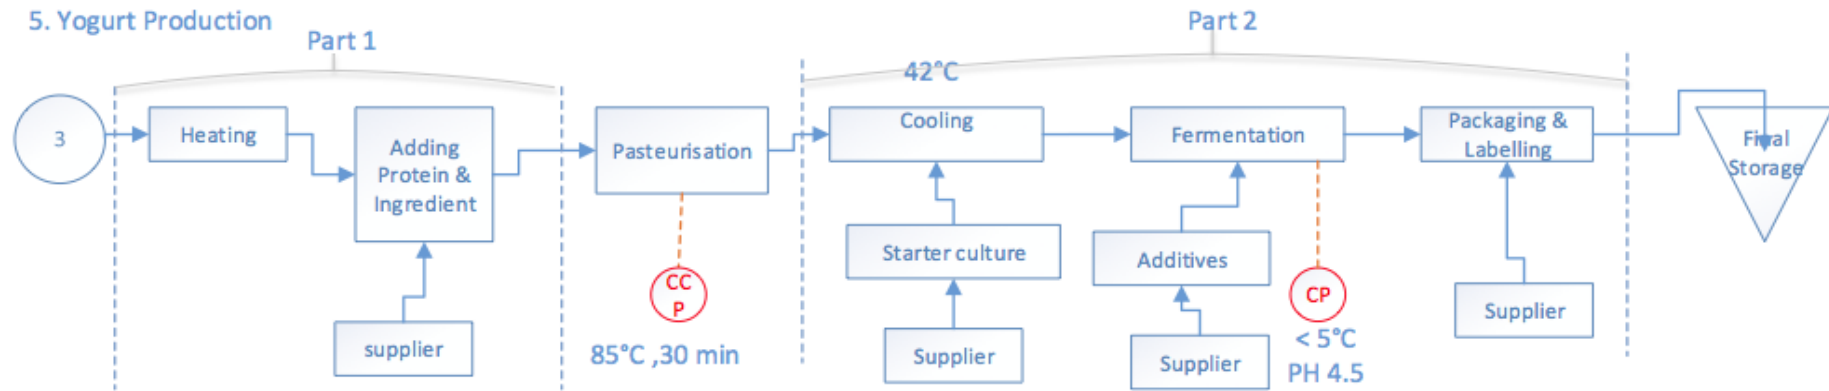 5. Yogurt Production
Part 1
Part 2
42°C
3
Heating
Adding
Protein &
Ingredient
supplier
Pasteurisation
CC
P
85°C ,30 min
Cooling
Starter culture
Supplier
Fermentation
Additives
Supplier
CP
< 5°C
PH 4.5
Packaging &
Labelling
Supplier
Final
Storage